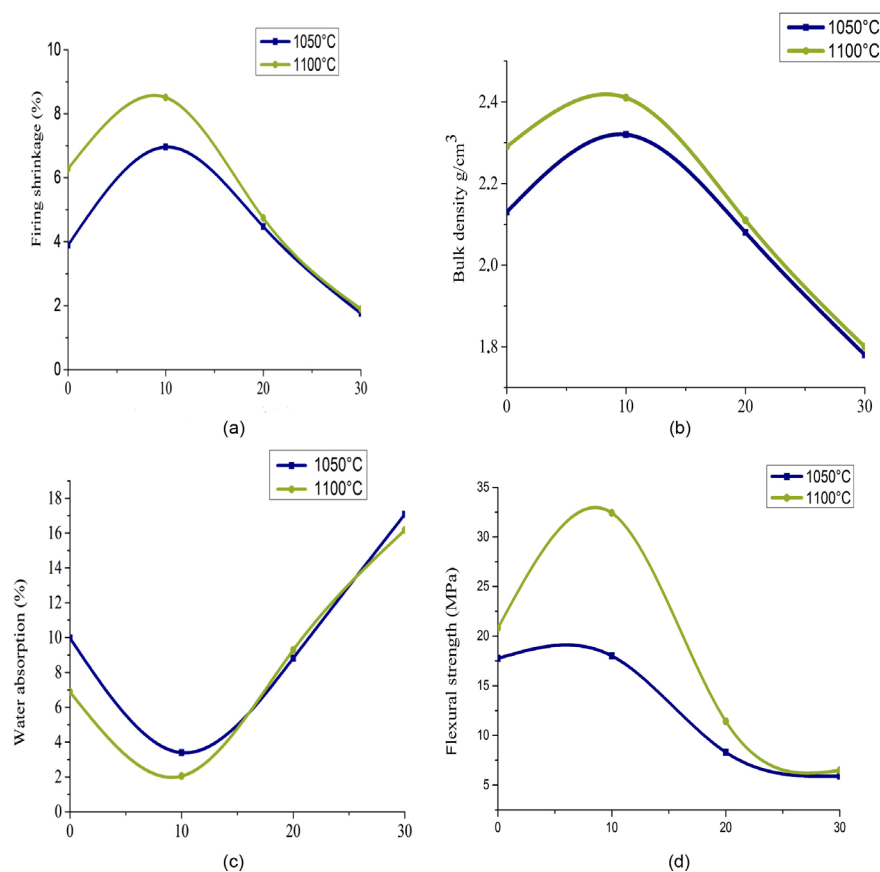 1050°C
1100°C
Firing shrinkage (%)
10
8
6
4
2
0
0 10 20 30
(a)
1050°C
1100°C
Bulk density g/cm³
2.4
2.2
2.0
1.8
0 10 20 30
(b)
1050°C
1100°C
Water absorption (%)
18
16
14
12
10
8
6
4
2
0
0 10 20 30
(c)
1050°C
1100°C
Flexural strength (MPa)
35
30
25
20
15
10
5
0 10 20 30
(d)